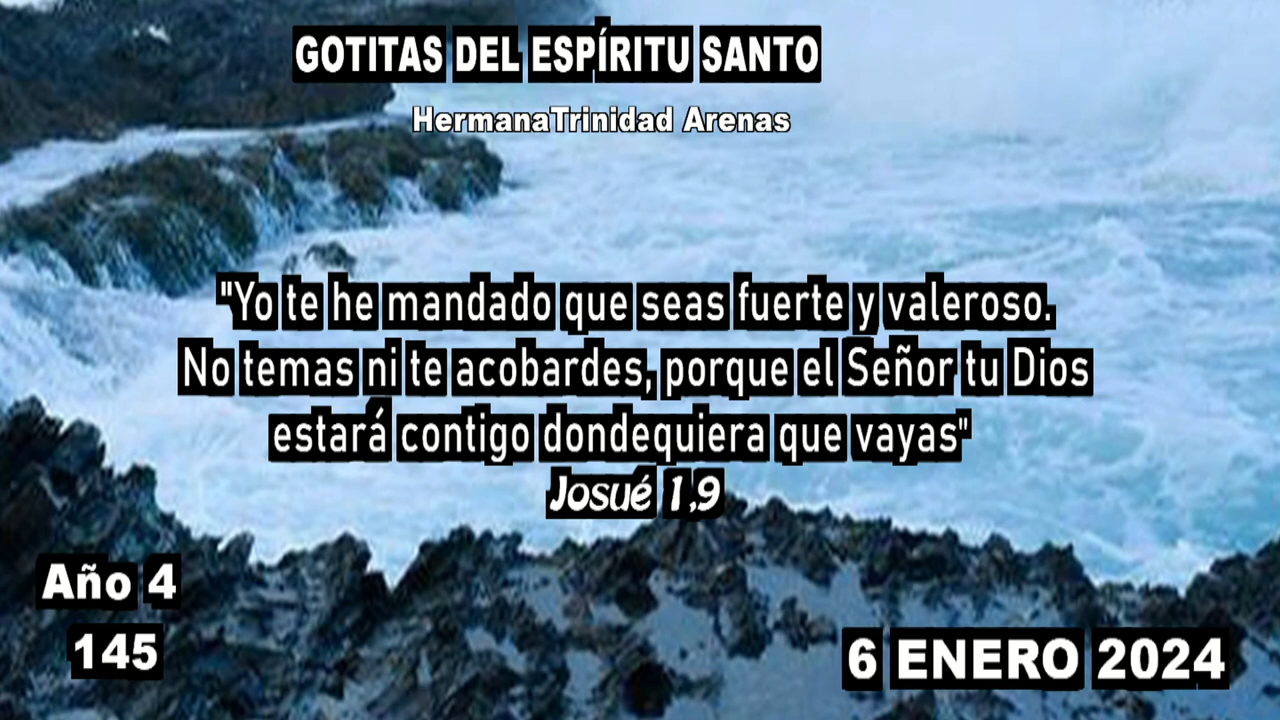 GOTITAS DEL ESPÍRITU SANTO
HermanaTrinidad Arenas
"Yo te he mandado que seas fuerte y valeroso.
No temas ni te acobardes, porque el Señor tu Dios
estará contigo dondequiera que vayas"
Josué 1,9
Año 4
145
6 ENERO 2024